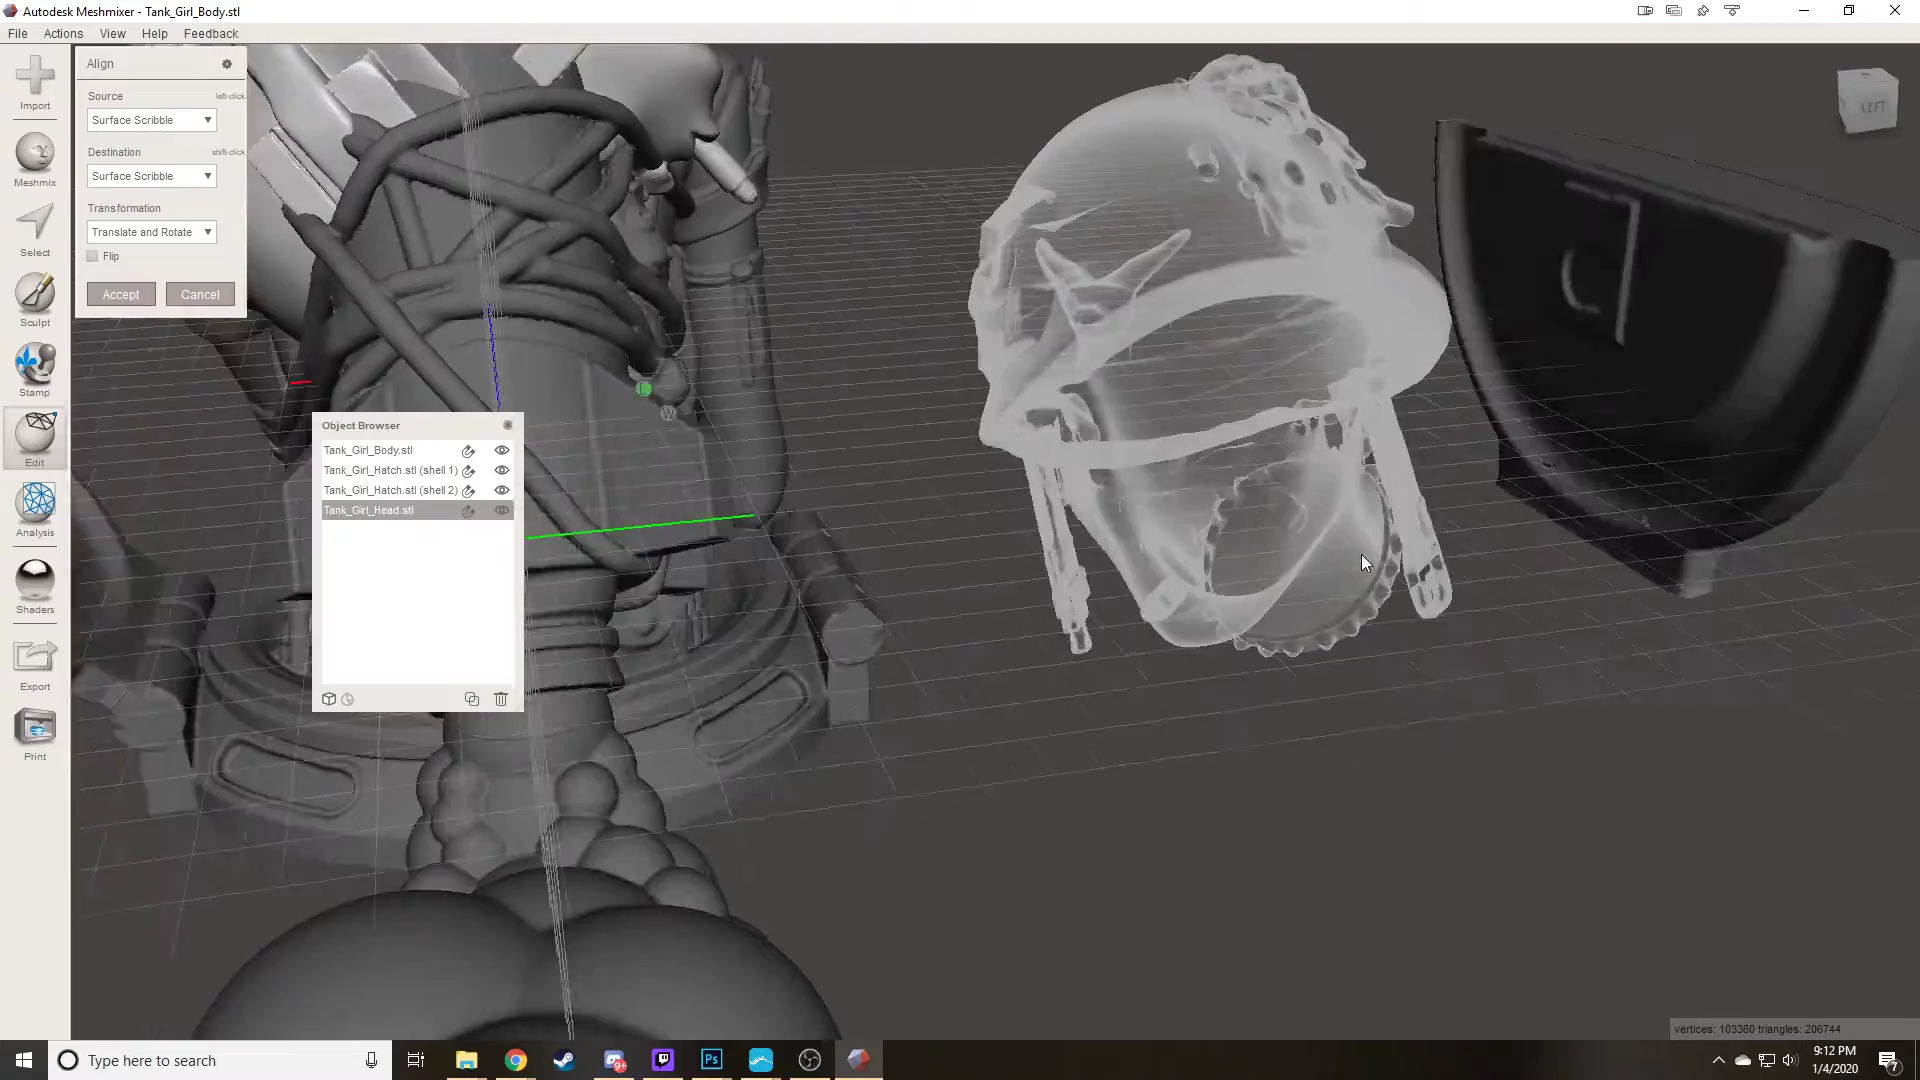 Autodesk Meshmixer - Tank_Girl_Body.stl
File Actions View Help Feedback
Import
Meshmix
Select
Sculpt
Stamp
Edit
Analysis
Shaders
Export
Print
Align
Source left-click
Surface Scribble
Destination shift-click
Surface Scribble
Transformation
Translate and Rotate
Flip
Accept Cancel
Object Browser
Tank_Girl_Body.stl
Tank_Girl_Hatch.stl (shell 1)
Tank_Girl_Hatch.stl (shell 2)
Tank_Girl_Head.stl
W
LEFT
vertices: 103360 triangles: 206744
Type here to search
9+
Ps
9:12 PM
1/4/2020
7